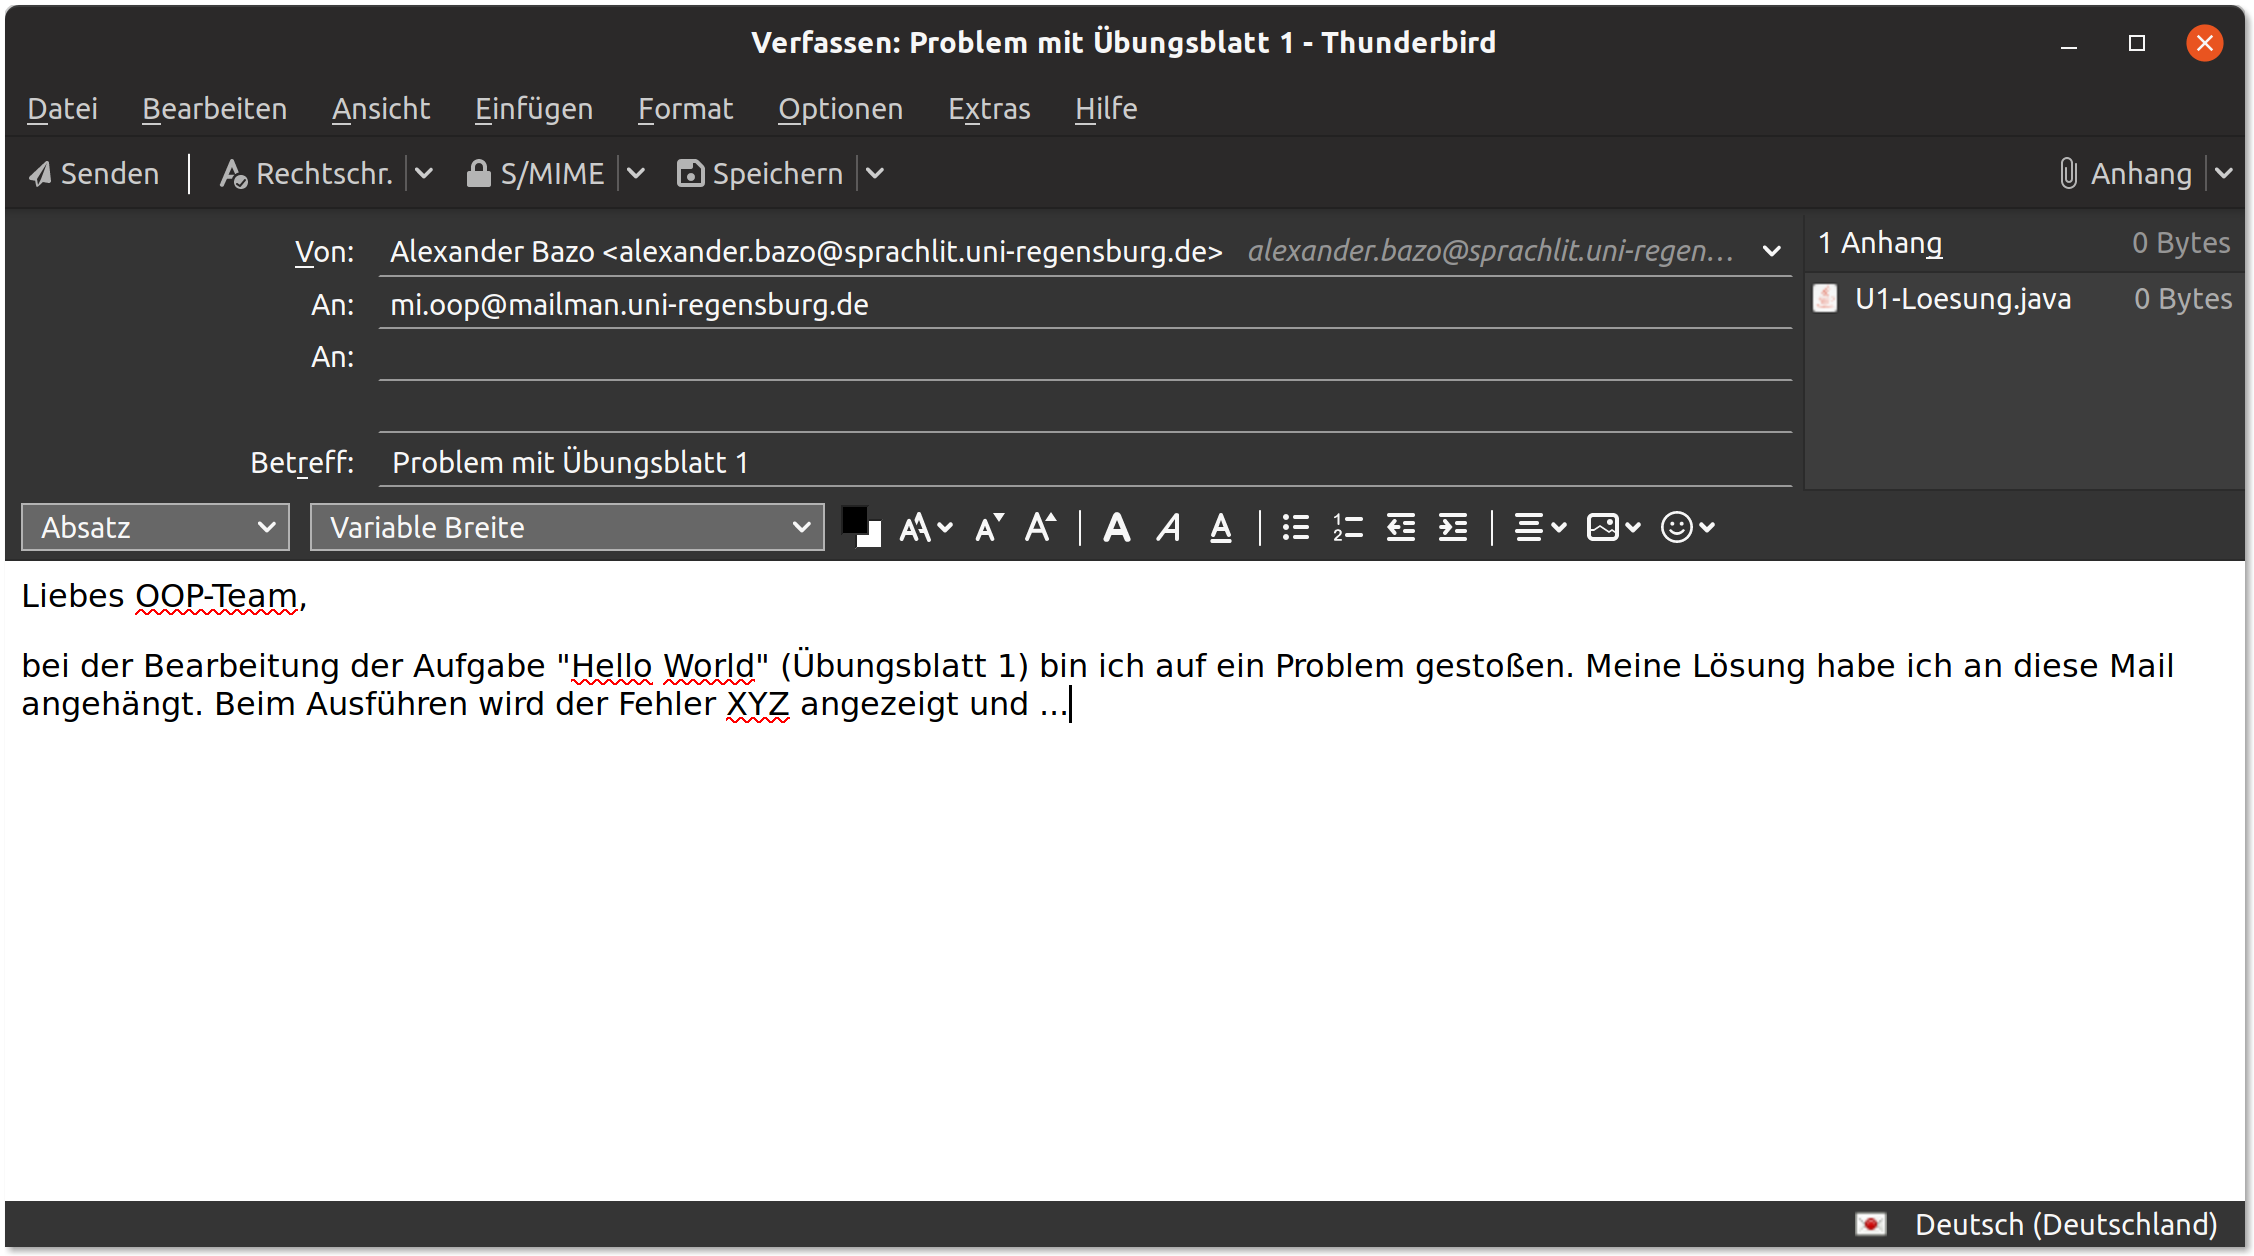 Verfassen: Problem mit Übungsblatt 1 - Thunderbird
Datei Bearbeiten Ansicht Einfügen Format Optionen Extras Hilfe
Senden Rechtschr. S/MIME Speichern Anhang
Von: Alexander Bazo <alexander.bazo@sprachlit.uni-regensburg.de> alexander.bazo@sprachlit.uni-regen...
1 Anhang 0 Bytes
An: mi.oop@mailman.uni-regensburg.de
U1-Loesung.java 0 Bytes
An:
Betreff: Problem mit Übungsblatt 1
Absatz Variable Breite
Liebes OOP-Team,
bei der Bearbeitung der Aufgabe "Hello World" (Übungsblatt 1) bin ich auf ein Problem gestoßen. Meine Lösung habe ich an diese Mail
angehängt. Beim Ausführen wird der Fehler XYZ angezeigt und ...
Deutsch (Deutschland)